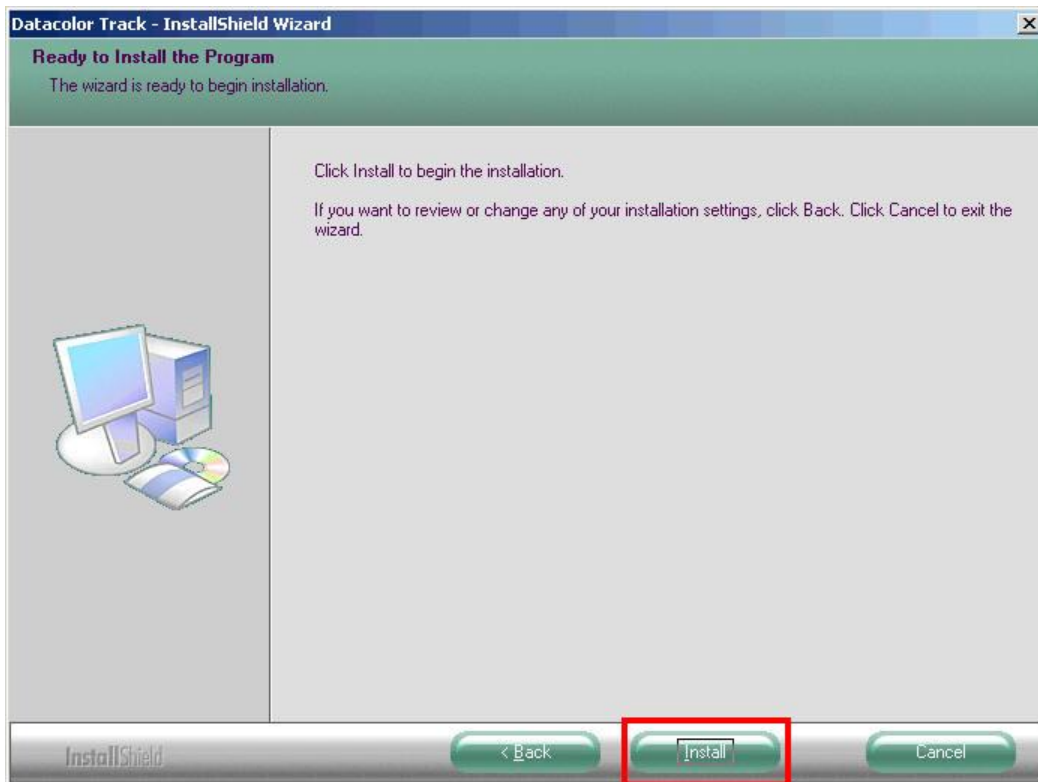 Datacolor Track - InstallShield Wizard
Ready to Install the Program
The wizard is ready to begin installation.
Click Install to begin the installation.
If you want to review or change any of your installation settings, click Back. Click Cancel to exit the
wizard.
InstallShield
< Back
Install
Cancel